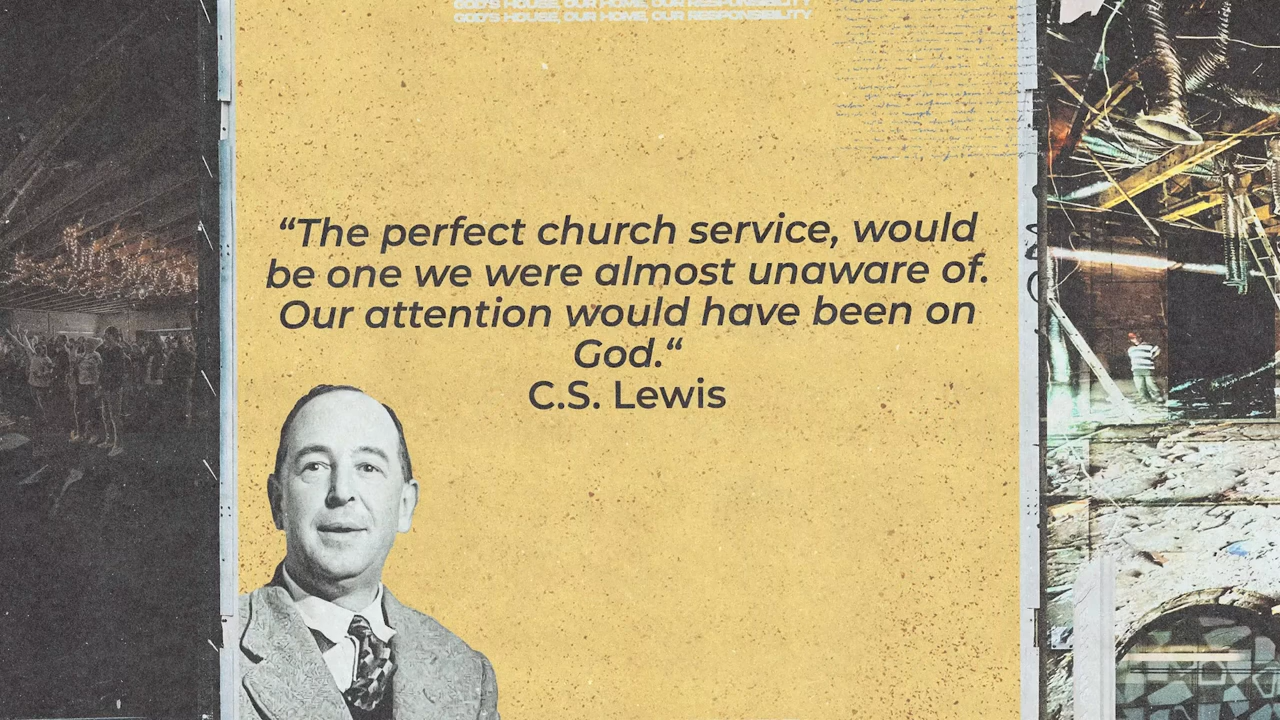 GOD'S HOUSE, OUR HOME, OUR RESPONSIBILITY
GOD'S HOUSE, OUR HOME, OUR RESPONSIBILITY
“The perfect church service, would
be one we were almost unaware of.
Our attention would have been on
God.“
C.S. Lewis